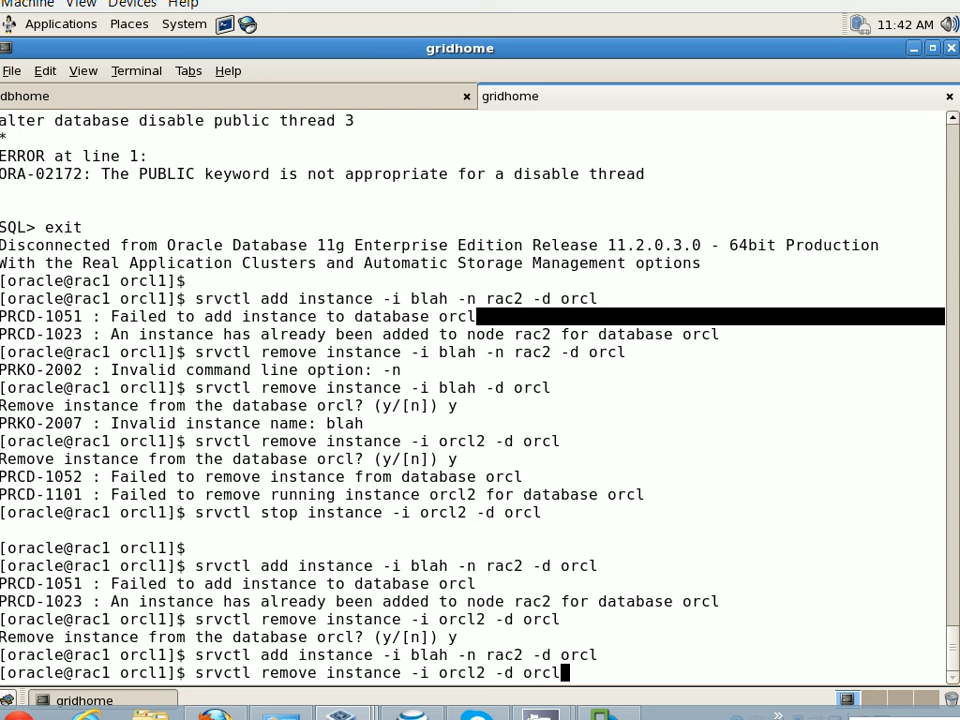 Machine View Devices Help
Applications Places System 11:42 AM
gridhome
File Edit View Terminal Tabs Help
dbhome gridhome
alter database disable public thread 3
*
ERROR at line 1:
ORA-02172: The PUBLIC keyword is not appropriate for a disable thread
SQL> exit
Disconnected from Oracle Database 11g Enterprise Edition Release 11.2.0.3.0 - 64bit Production
With the Real Application Clusters and Automatic Storage Management options
[oracle@rac1 orcl1]$
[oracle@rac1 orcl1]$ srvctl add instance -i blah -n rac2 -d orcl
PRCD-1051 : Failed to add instance to database orcl
PRCD-1023 : An instance has already been added to node rac2 for database orcl
[oracle@rac1 orcl1]$ srvctl remove instance -i blah -n rac2 -d orcl
PRKO-2002 : Invalid command line option: -n
[oracle@rac1 orcl1]$ srvctl remove instance -i blah -d orcl
Remove instance from the database orcl? (y/[n]) y
PRKO-2007 : Invalid instance name: blah
[oracle@rac1 orcl1]$ srvctl remove instance -i orcl2 -d orcl
Remove instance from the database orcl? (y/[n]) y
PRCD-1052 : Failed to remove instance from database orcl
PRCD-1101 : Failed to remove running instance orcl2 for database orcl
[oracle@rac1 orcl1]$ srvctl stop instance -i orcl2 -d orcl
[oracle@rac1 orcl1]$
[oracle@rac1 orcl1]$ srvctl add instance -i blah -n rac2 -d orcl
PRCD-1051 : Failed to add instance to database orcl
PRCD-1023 : An instance has already been added to node rac2 for database orcl
[oracle@rac1 orcl1]$ srvctl remove instance -i orcl2 -d orcl
Remove instance from the database orcl? (y/[n]) y
[oracle@rac1 orcl1]$ srvctl add instance -i blah -n rac2 -d orcl
[oracle@rac1 orcl1]$ srvctl remove instance -i orcl2 -d orcl
gridhome